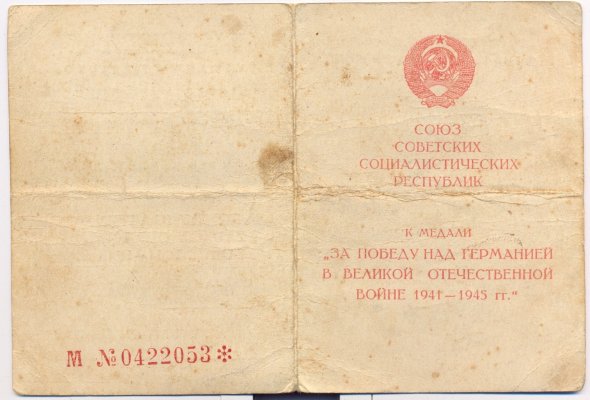 М №0422053*
СОЮЗ
СОВЕТСКИХ
СОЦИАЛИСТИЧЕСКИХ
РЕСПУБЛИК
К МЕДАЛИ
„ЗА ПОБЕДУ НАД ГЕРМАНИЕЙ
В ВЕЛИКОЙ ОТЕЧЕСТВЕННОЙ
ВОЙНЕ 1941—1945 гг.“